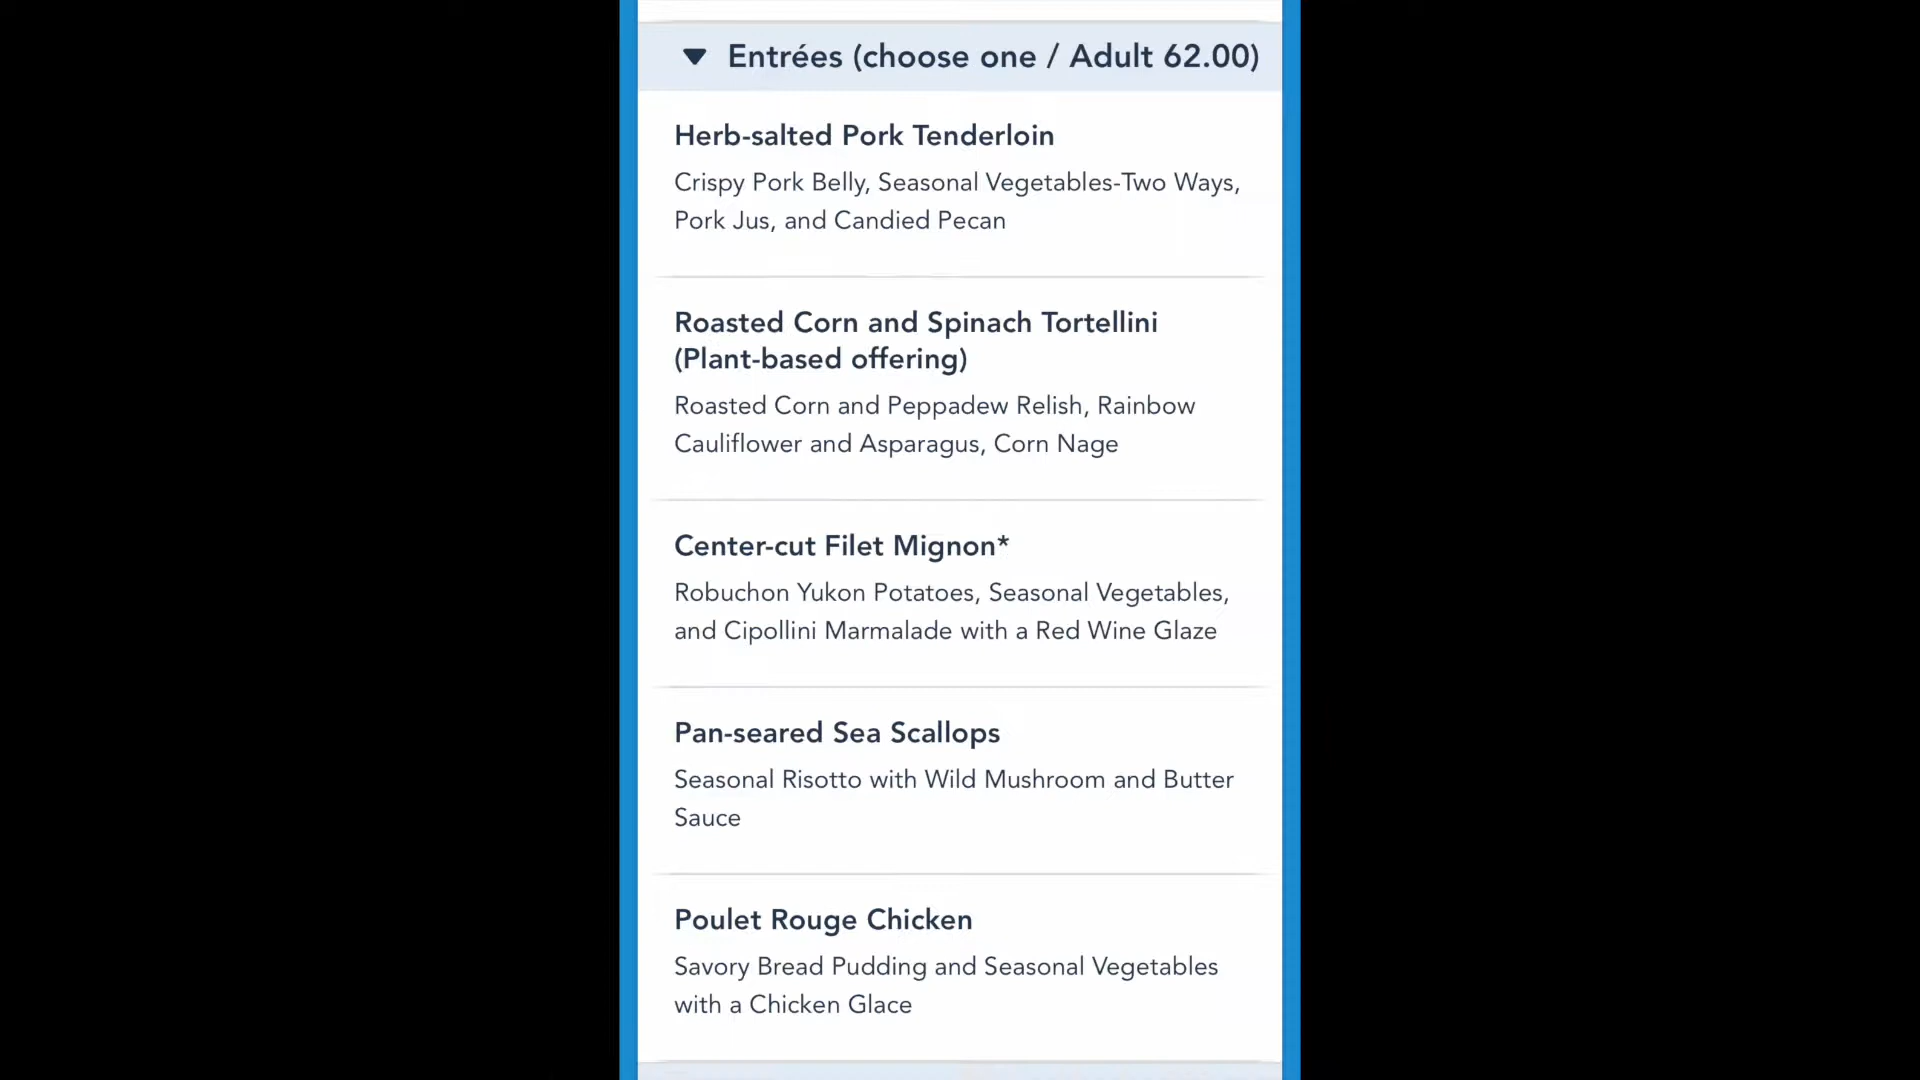 Entrées (choose one / Adult 62.00)
Herb-salted Pork Tenderloin
Crispy Pork Belly, Seasonal Vegetables-Two Ways,
Pork Jus, and Candied Pecan
Roasted Corn and Spinach Tortellini
(Plant-based offering)
Roasted Corn and Peppadew Relish, Rainbow
Cauliflower and Asparagus, Corn Nage
Center-cut Filet Mignon*
Robuchon Yukon Potatoes, Seasonal Vegetables,
and Cipollini Marmalade with a Red Wine Glaze
Pan-seared Sea Scallops
Seasonal Risotto with Wild Mushroom and Butter
Sauce
Poulet Rouge Chicken
Savory Bread Pudding and Seasonal Vegetables
with a Chicken Glace